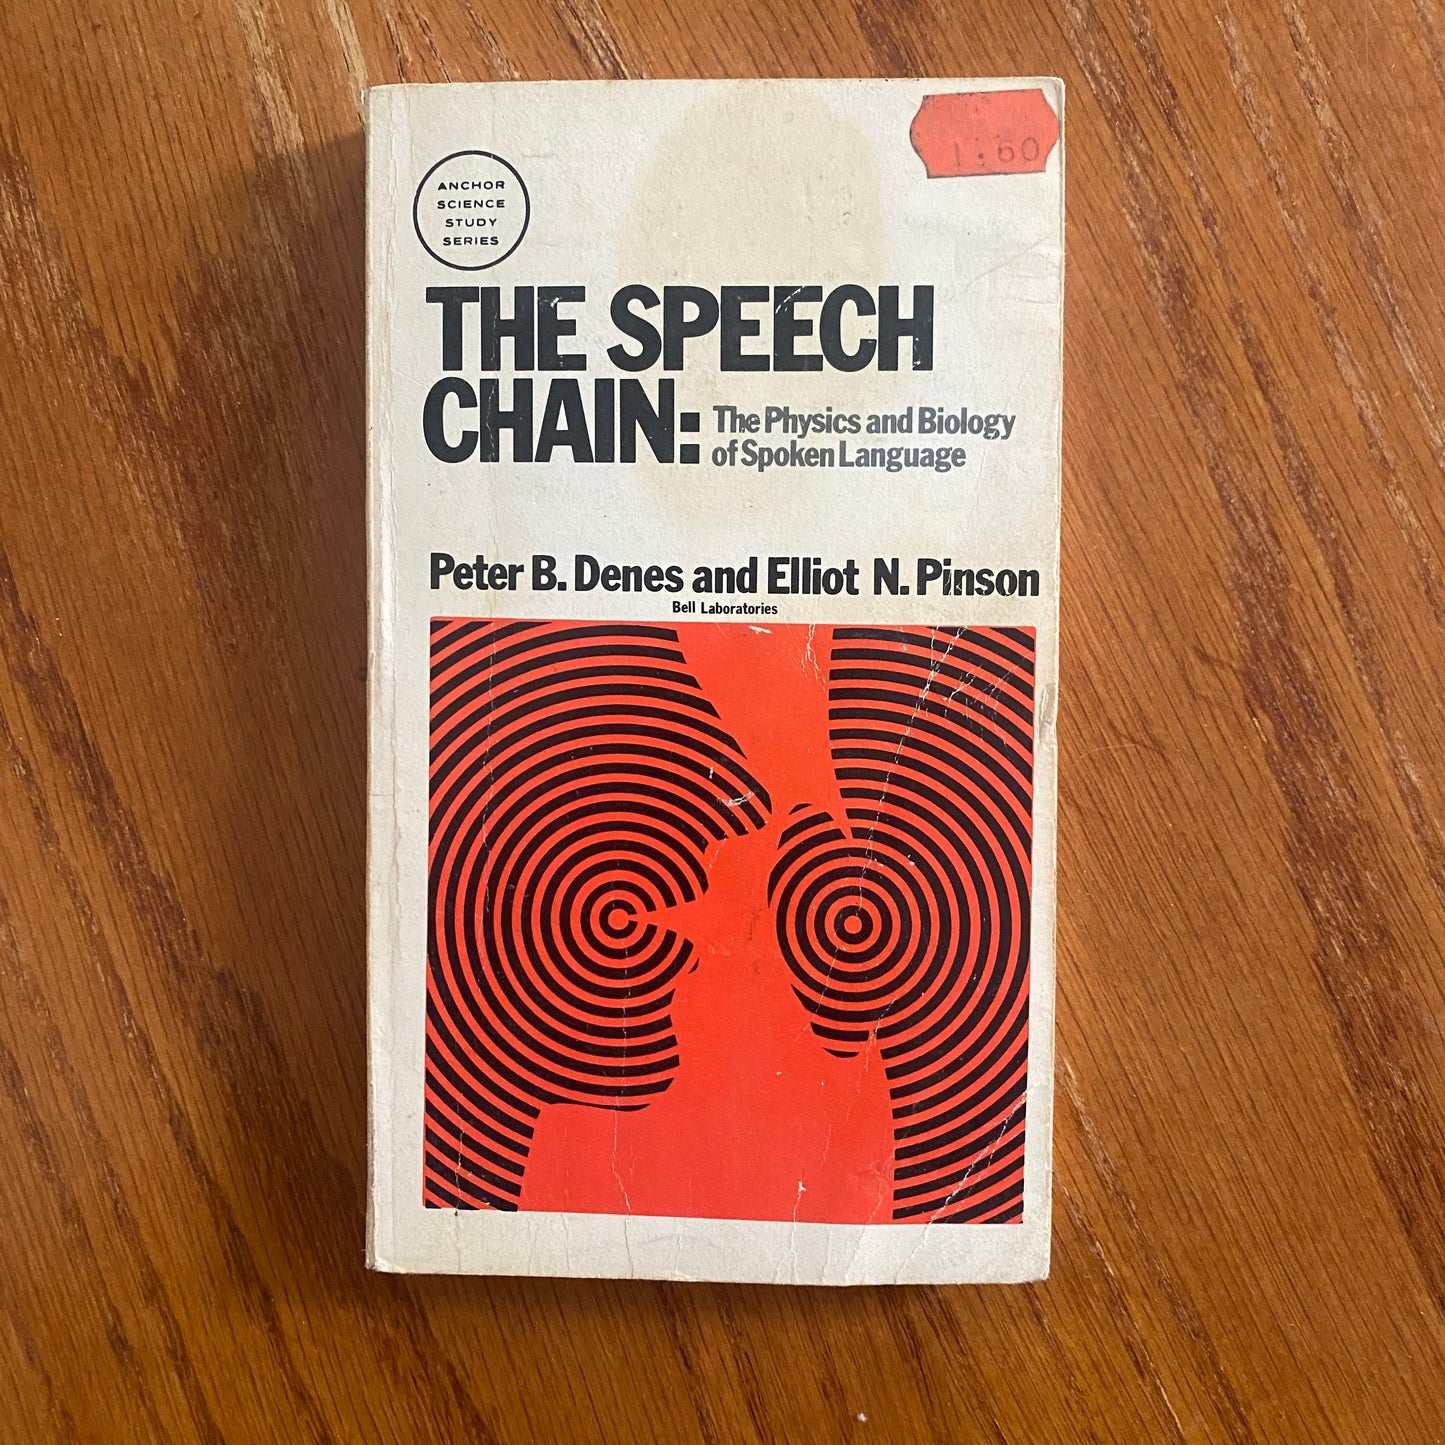 1.60
ANCHOR
SCIENCE
STUDY
SERIES
THE SPEECH
CHAIN: The Physics and Biology
of Spoken Language
Peter B. Denes and Elliot N. Pinson
Bell Laboratories